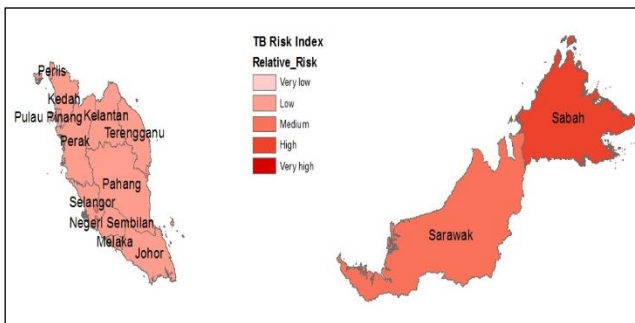 TB Risk Index
Relative_Risk
Very low
Low
Medium
High
Very high
Perlis
Kedah
Pulau Pinang
Kelantan
Terengganu
Perak
Pahang
Selangor
Negeri Sembilan
Melaka
Johor
Sabah
Sarawak